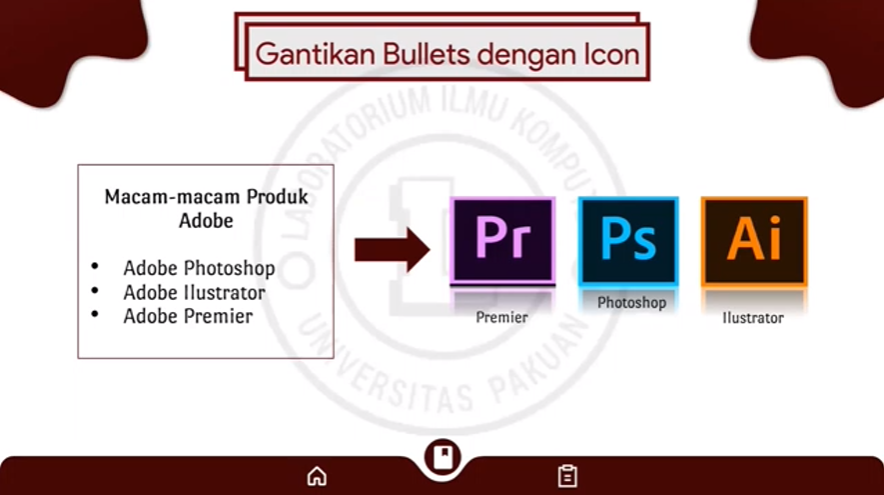 Gantikan Bullets dengan Icon
LABORATORIUM ILMU KOMPUTER
UNIVERSITAS PAKUAN
Macam-macam Produk
Adobe
• Adobe Photoshop
• Adobe Ilustrator
• Adobe Premier
Pr
Ps
Ai
Premier
Photoshop
Ilustrator